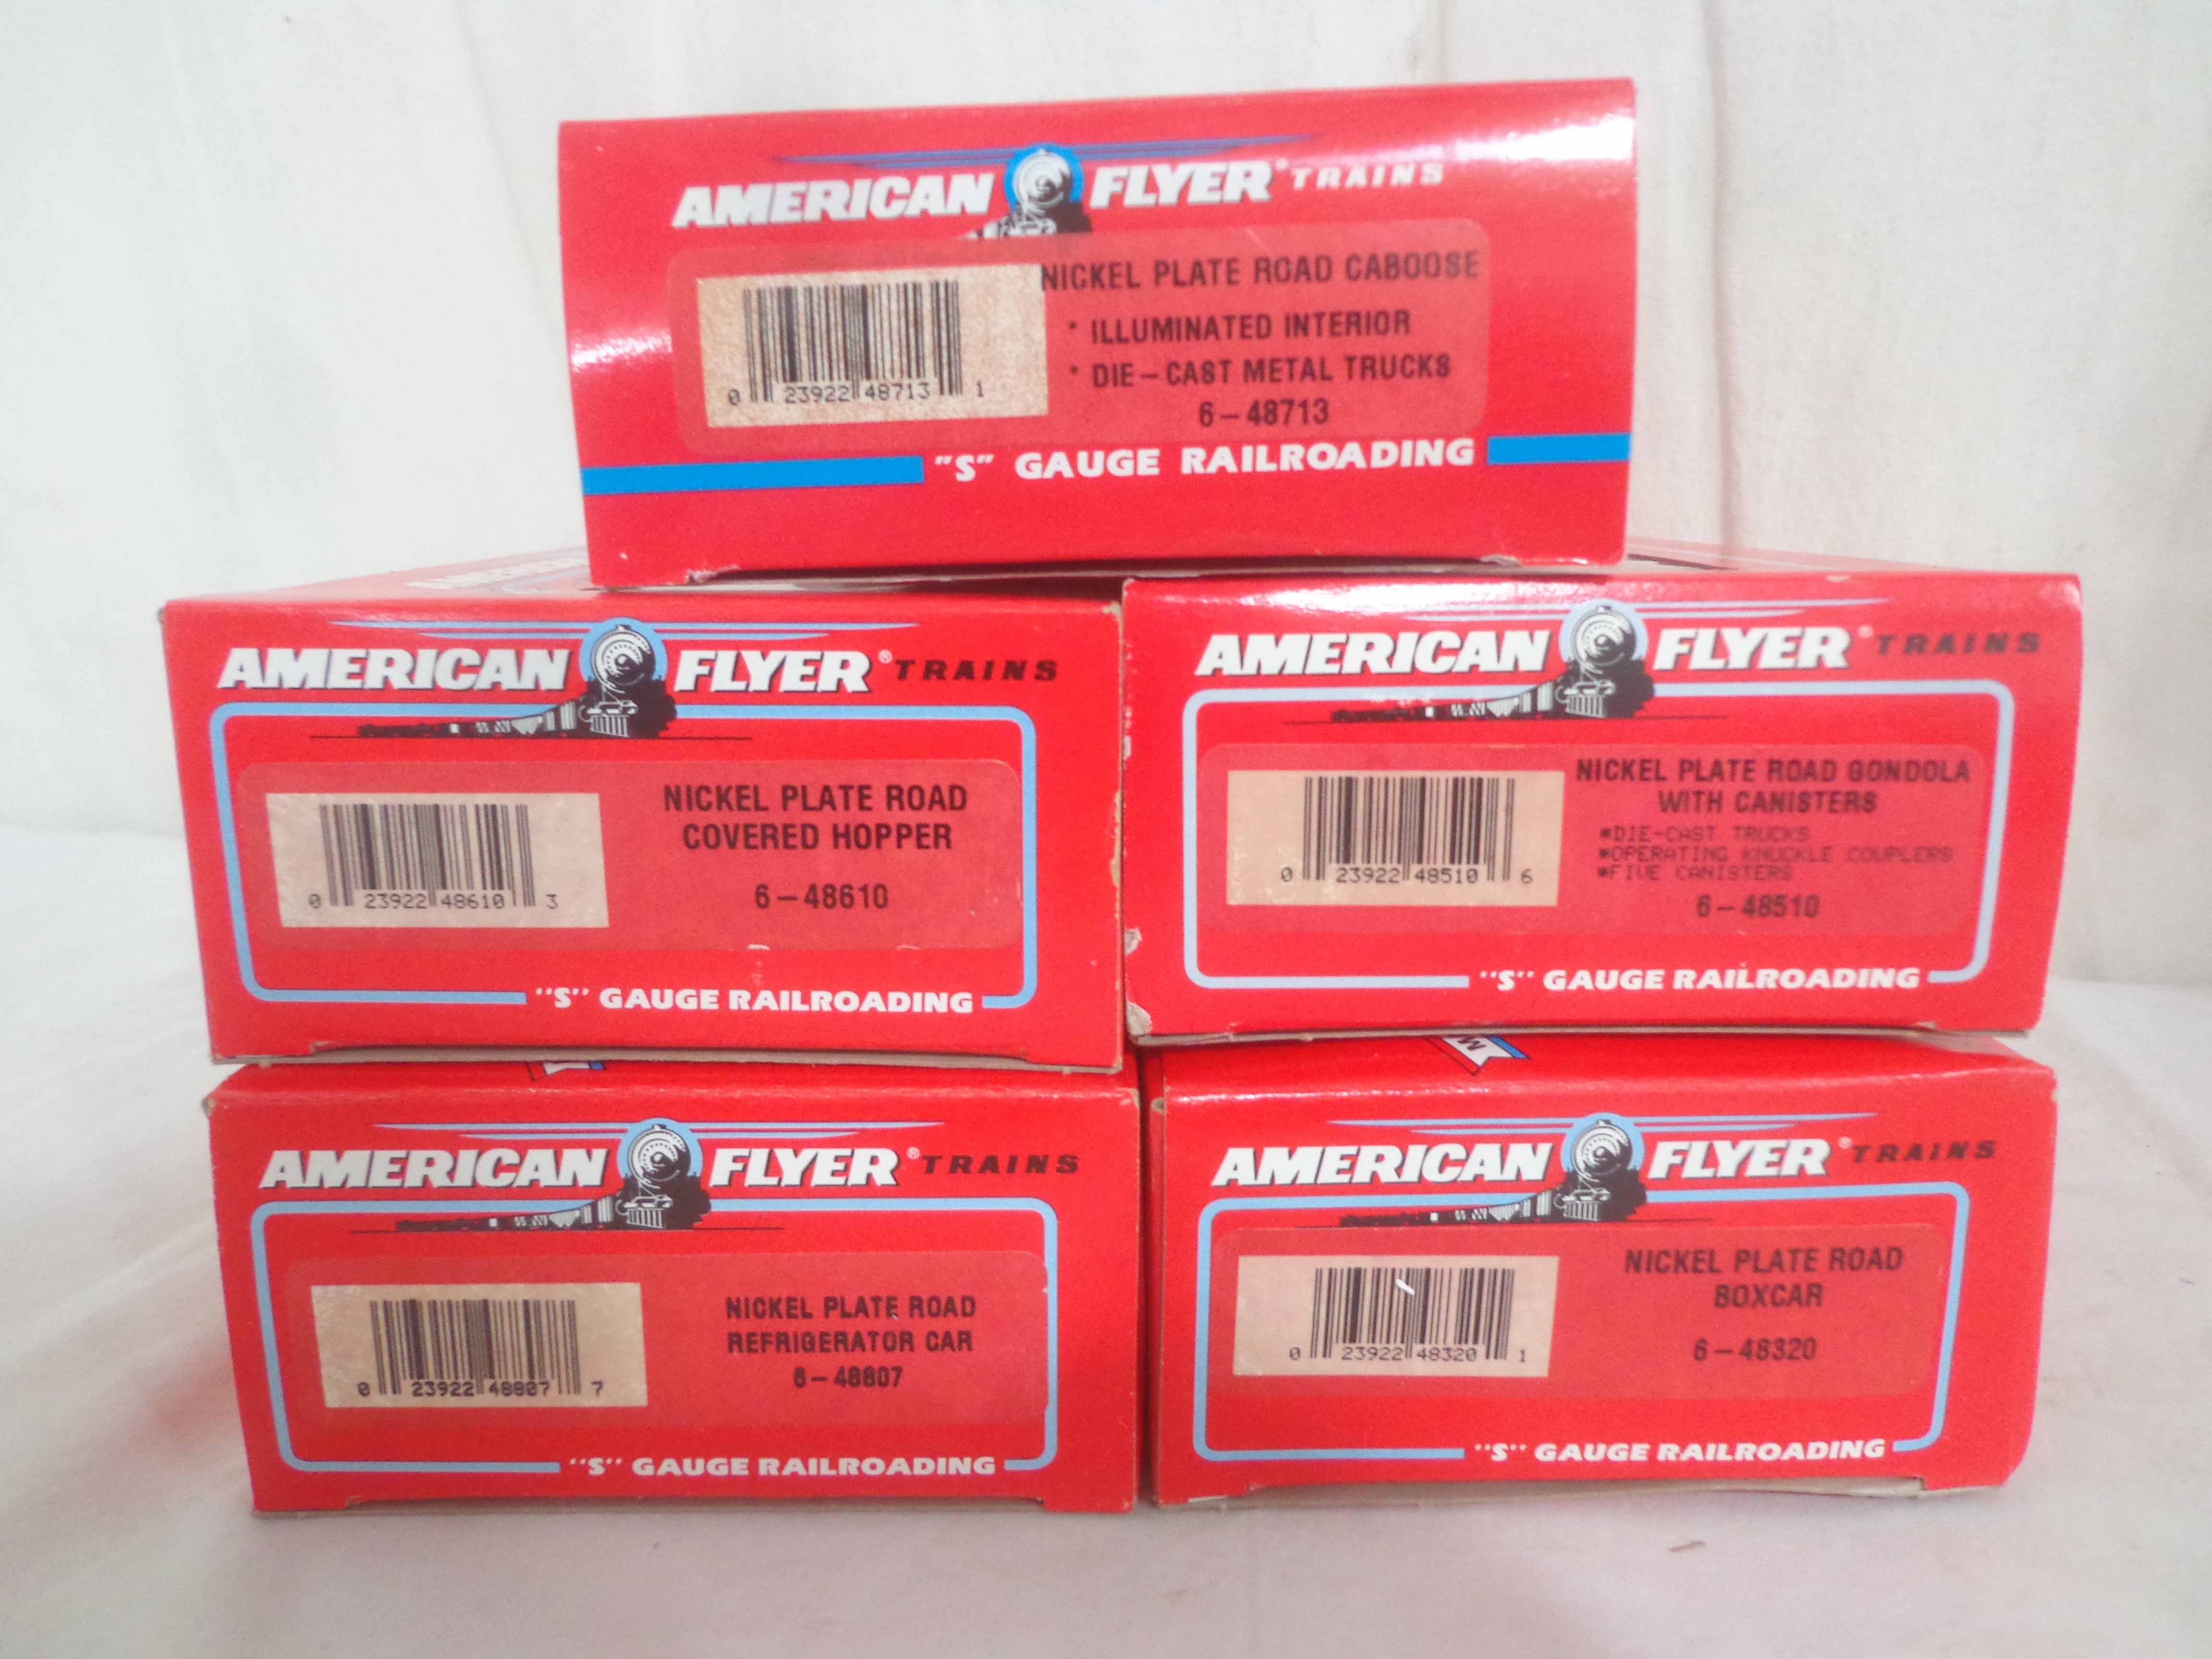 AMERICAN FLYER® TRAINS
NICKEL PLATE ROAD CABOOSE
* ILLUMINATED INTERIOR
* DIE-CAST METAL TRUCKS
6-48713
0 23922 48713 1
"S" GAUGE RAILROADING
AMERICAN FLYER® TRAINS
NICKEL PLATE ROAD
COVERED HOPPER
6-48610
0 23922 48610 3
"S" GAUGE RAILROADING
AMERICAN FLYER® TRAINS
NICKEL PLATE ROAD GONDOLA
WITH CANISTERS
*DIE-CAST TRUCKS
*OPERATING KNUCKLE COUPLERS
*FIVE CANISTERS
6-48510
0 23922 48510 6
"S" GAUGE RAILROADING
AMERICAN FLYER® TRAINS
NICKEL PLATE ROAD
REFRIGERATOR CAR
6-48807
0 23922 48807 7
"S" GAUGE RAILROADING
AMERICAN FLYER® TRAINS
NICKEL PLATE ROAD
BOXCAR
6-48320
0 23922 48320 1
"S" GAUGE RAILROADING